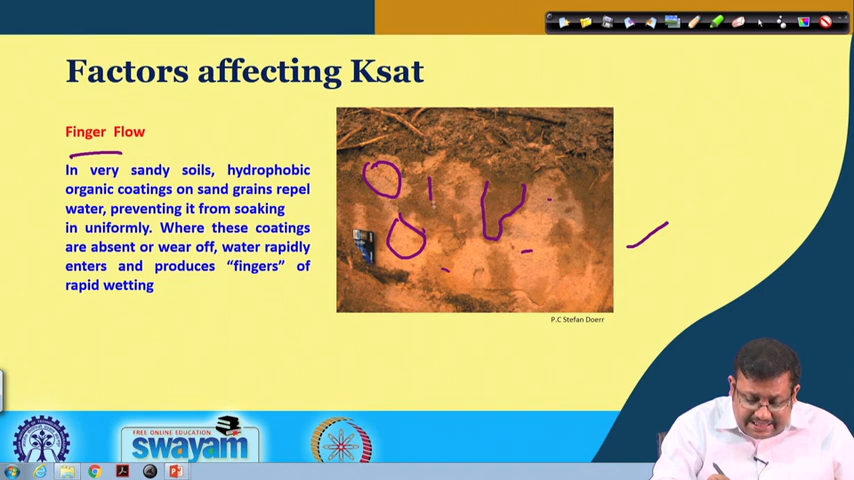 Factors affecting Ksat
Finger Flow
In very sandy soils, hydrophobic
organic coatings on sand grains repel
water, preventing it from soaking
in uniformly. Where these coatings
are absent or wear off, water rapidly
enters and produces “fingers” of
rapid wetting
P.C Stefan Doerr
FREE ONLINE EDUCATION
swayam